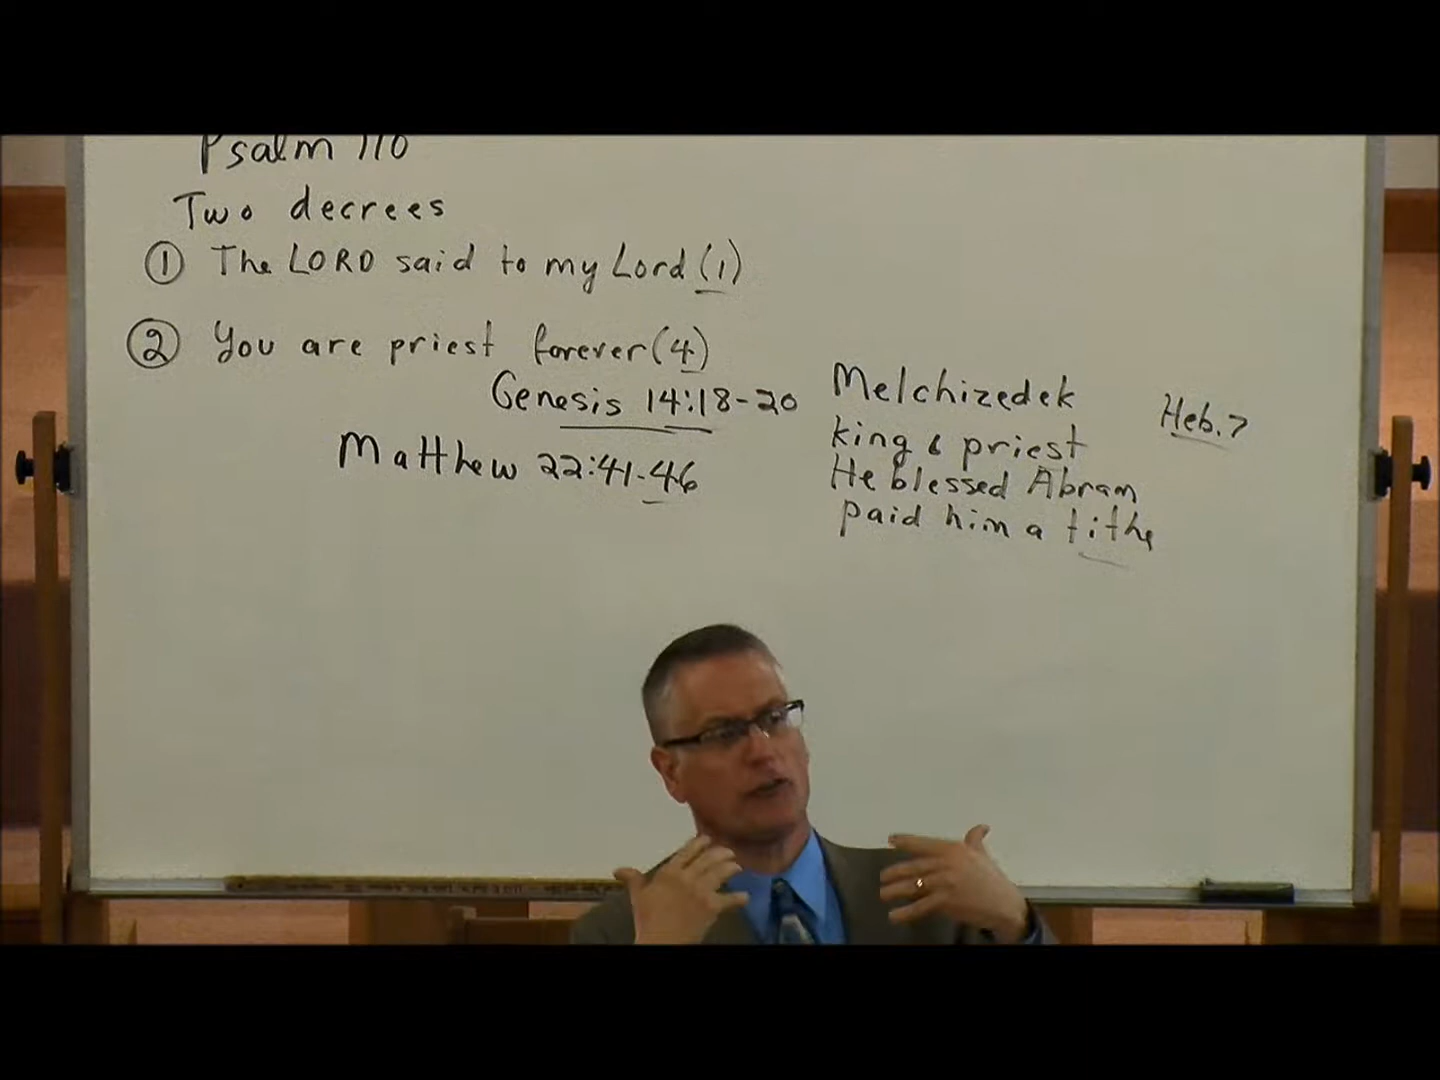 Psalm 110
Two decrees
① The LORD said to my Lord (1)
② You are priest forever (4)
Genesis 14:18-20
Matthew 22:41-46
Melchizedek
king & priest
He blessed Abram
paid him a tithe
Heb. 7